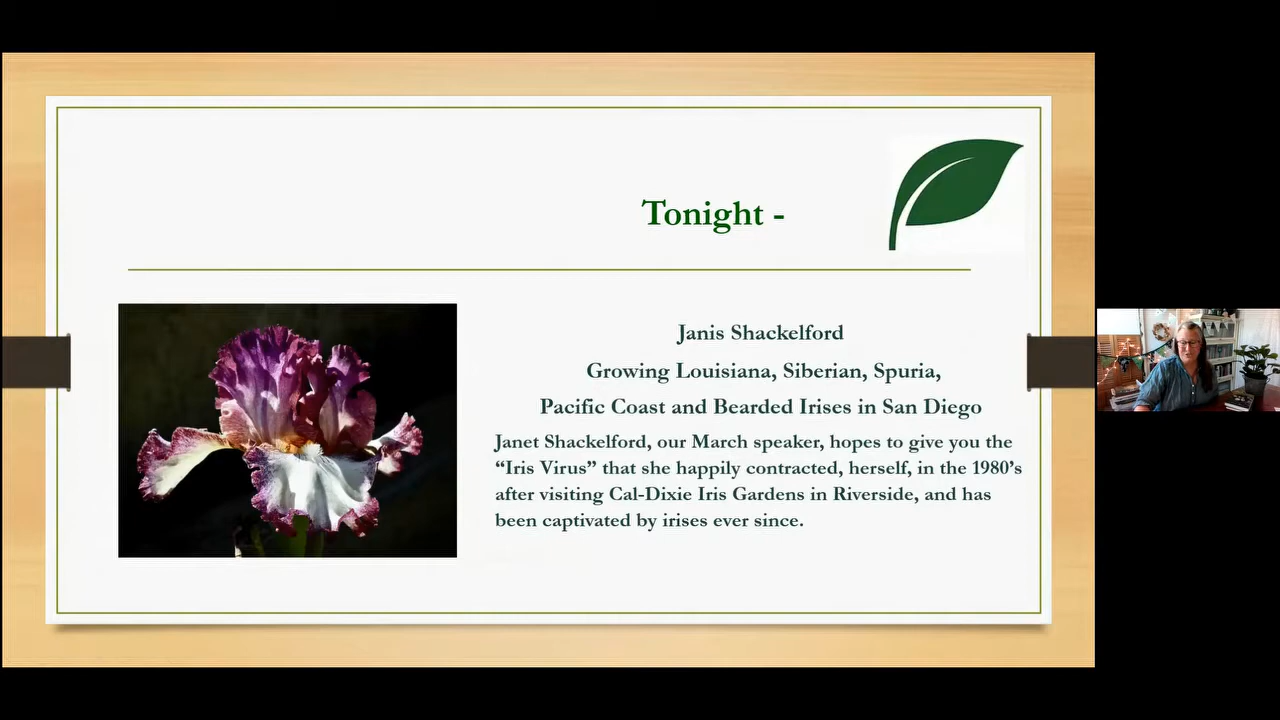 Tonight -
Janis Shackelford
Growing Louisiana, Siberian, Spuria,
Pacific Coast and Bearded Irises in San Diego
Janet Shackelford, our March speaker, hopes to give you the
“Iris Virus” that she happily contracted, herself, in the 1980’s
after visiting Cal-Dixie Iris Gardens in Riverside, and has
been captivated by irises ever since.